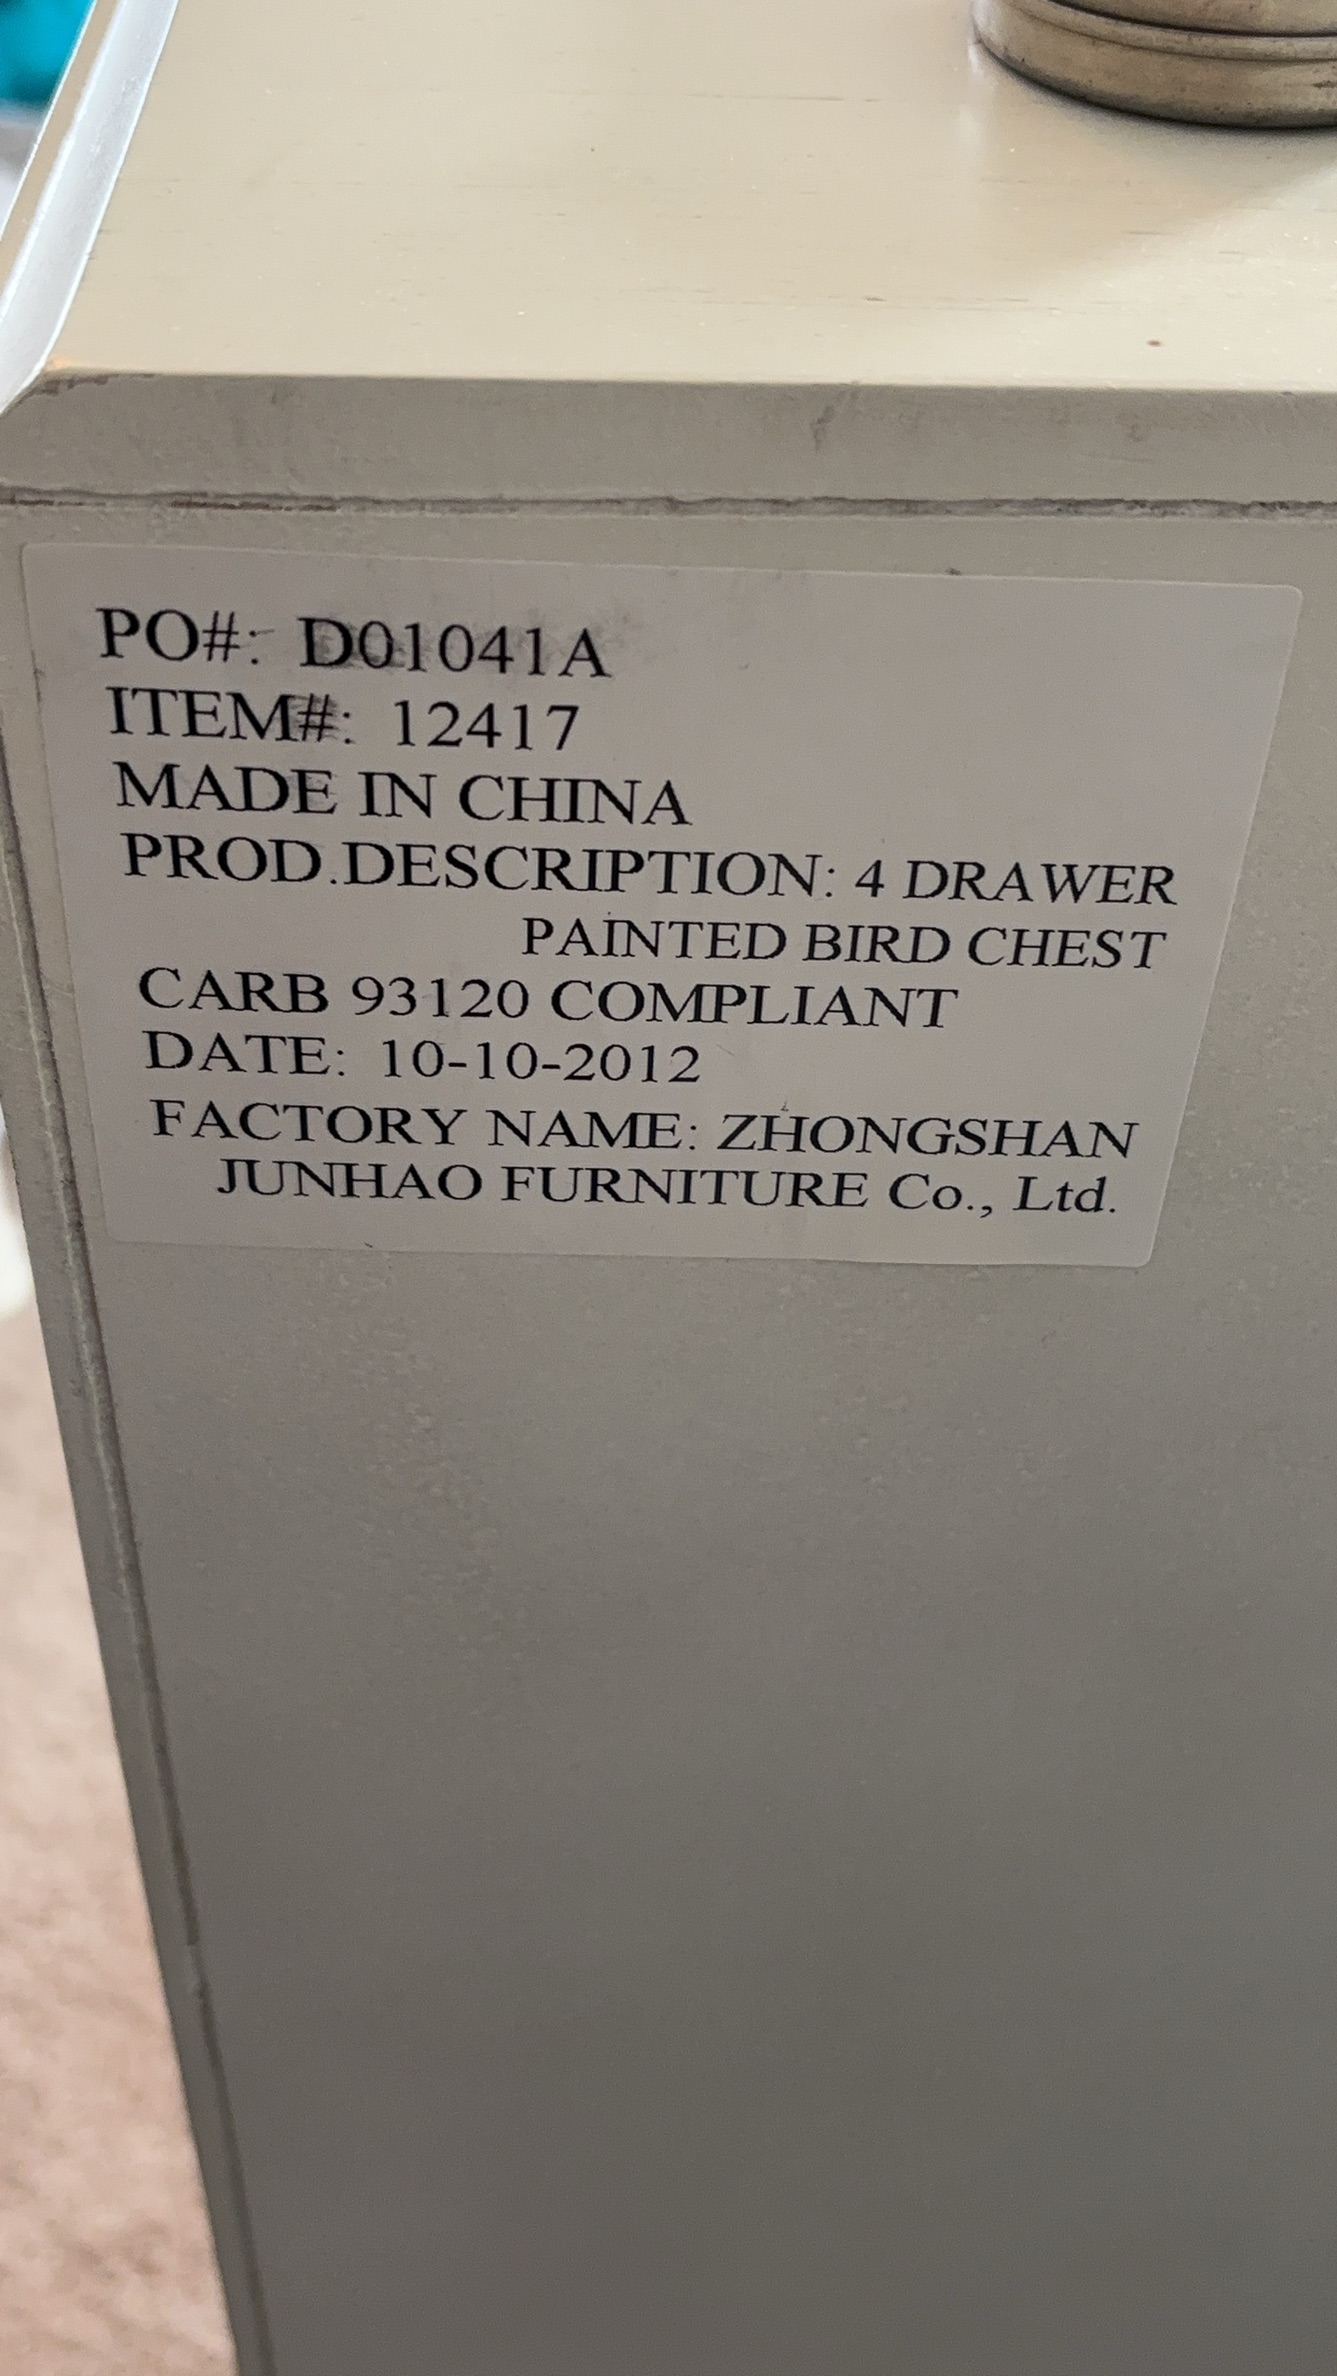 PO#: D01041A
ITEM#: 12417
MADE IN CHINA
PROD.DESCRIPTION: 4 DRAWER
PAINTED BIRD CHEST
CARB 93120 COMPLIANT
DATE: 10-10-2012
FACTORY NAME: ZHONGSHAN
JUNHAO FURNITURE Co., Ltd.